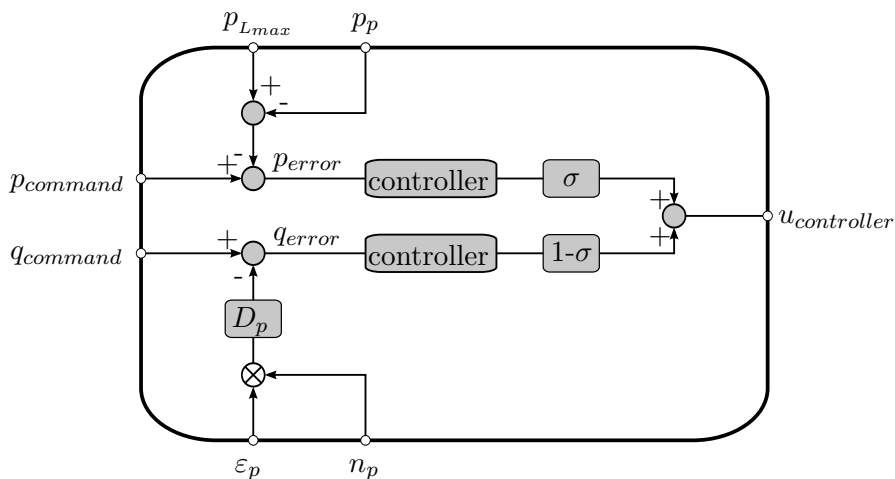 p_{L_{max}} p_p
+
-
-
+ p_{error} controller σ
p_{command}
+
u_{controller}
+
+ q_{error} controller 1-σ
q_{command}
-
D_p
ε_p n_p